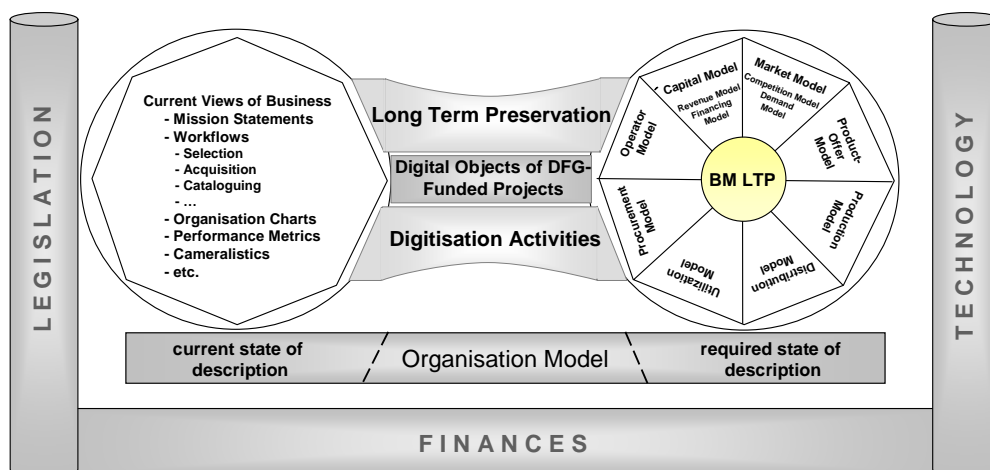 LEGISLATION
Current Views of Business
- Mission Statements
- Workflows
- Selection
- Acquisition
- Cataloguing
- ...
- Organisation Charts
- Performance Metrics
- Cameralistics
- etc.
Long Term Preservation
Digital Objects of DFG-
Funded Projects
Digitisation Activities
- Capital Model
Revenue Model
Financing
Model
Market Model
Competition Model
Demand
Model
Product-
Offer
Model
Production
Model
Distribution
Model
Utilization
Model
Procurement
Model
Operator
Model
BM LTP
TECHNOLOGY
current state of
description
Organisation Model
required state of
description
FINANCES